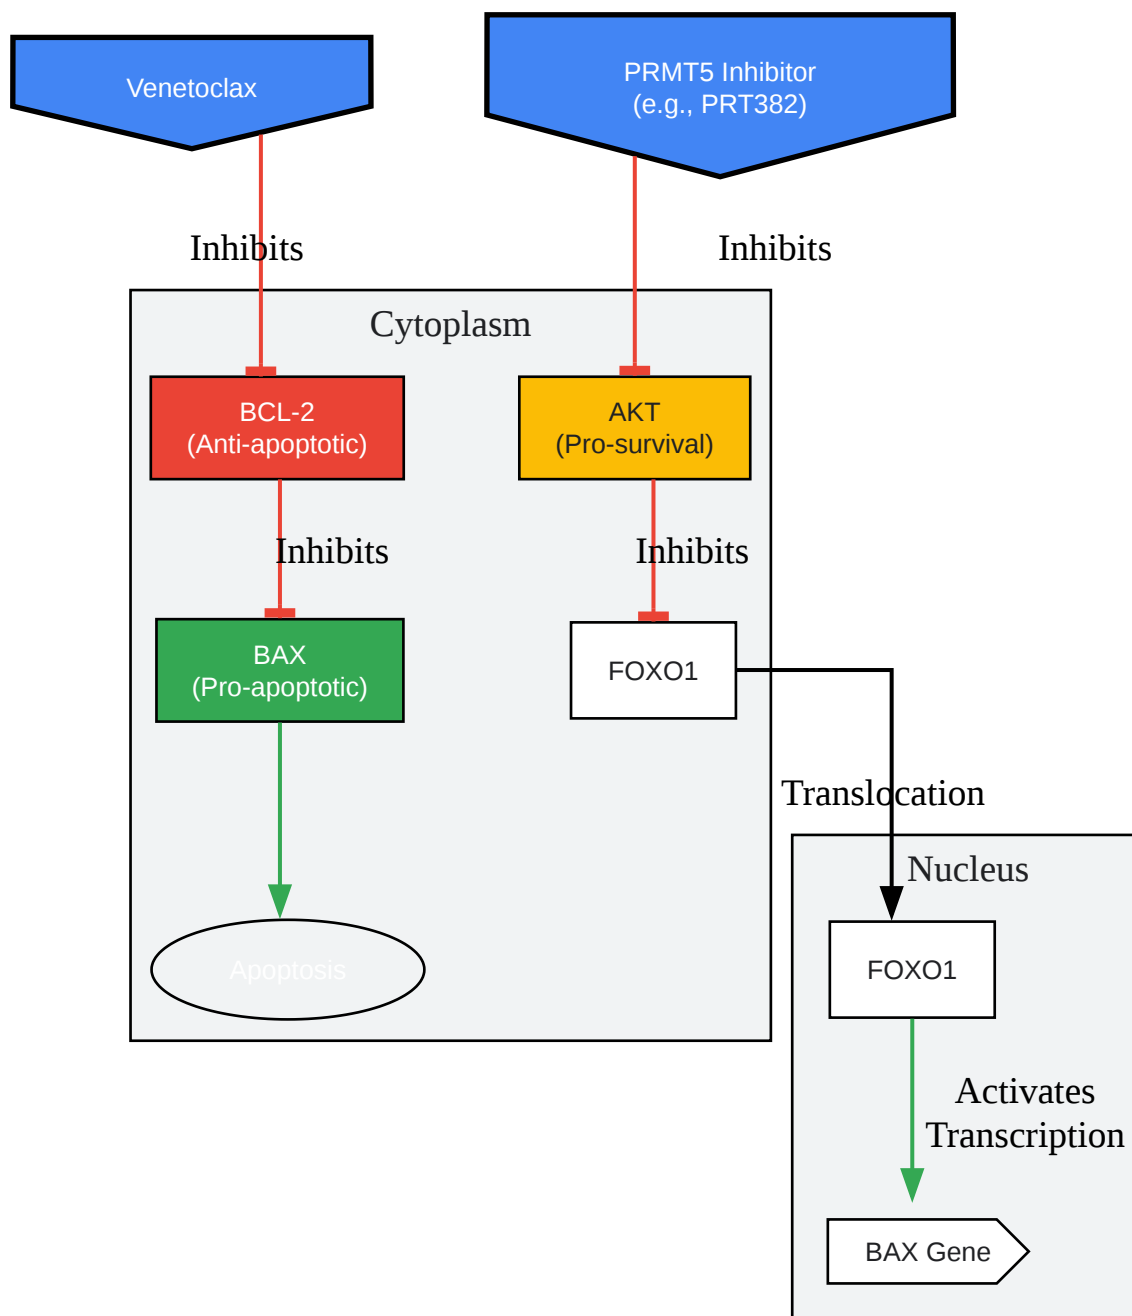 Venetoclax
PRMT5 Inhibitor
(e.g., PRT382)
Inhibits
Inhibits
Cytoplasm
BCL-2
(Anti-apoptotic)
AKT
(Pro-survival)
Inhibits
Inhibits
BAX
(Pro-apoptotic)
FOXO1
Translocation
Nucleus
Apoptosis
FOXO1
Activates
Transcription
BAX Gene